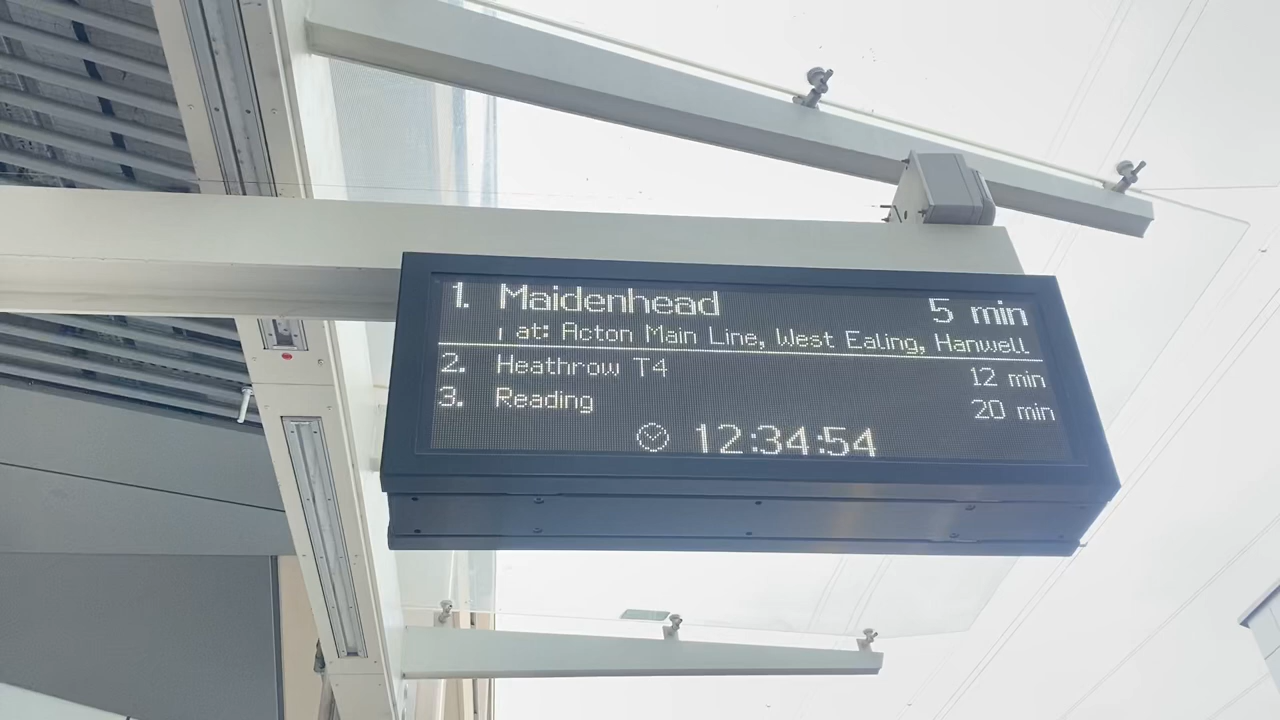 1. Maidenhead 5 min
at: Acton Main Line, West Ealing, Hanwell
2. Heathrow T4 12 min
3. Reading 20 min
12:34:54